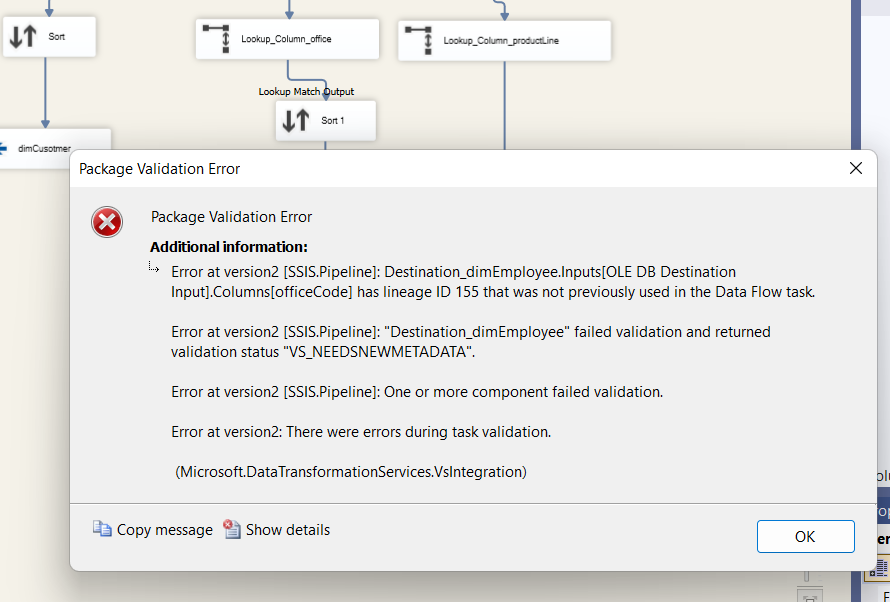 Sort
Lookup_Column_office
Lookup_Column_productLine
Lookup Match Output
Sort 1
dimCusotmer
Package Validation Error
Package Validation Error
Additional information:
Error at version2 [SSIS.Pipeline]: Destination_dimEmployee.Inputs[OLE DB Destination
Input].Columns[officeCode] has lineage ID 155 that was not previously used in the Data Flow task.
Error at version2 [SSIS.Pipeline]: "Destination_dimEmployee" failed validation and returned
validation status "VS_NEEDSNEWMETADATA".
Error at version2 [SSIS.Pipeline]: One or more component failed validation.
Error at version2: There were errors during task validation.
(Microsoft.DataTransformationServices.VsIntegration)
Copy message
Show details
OK